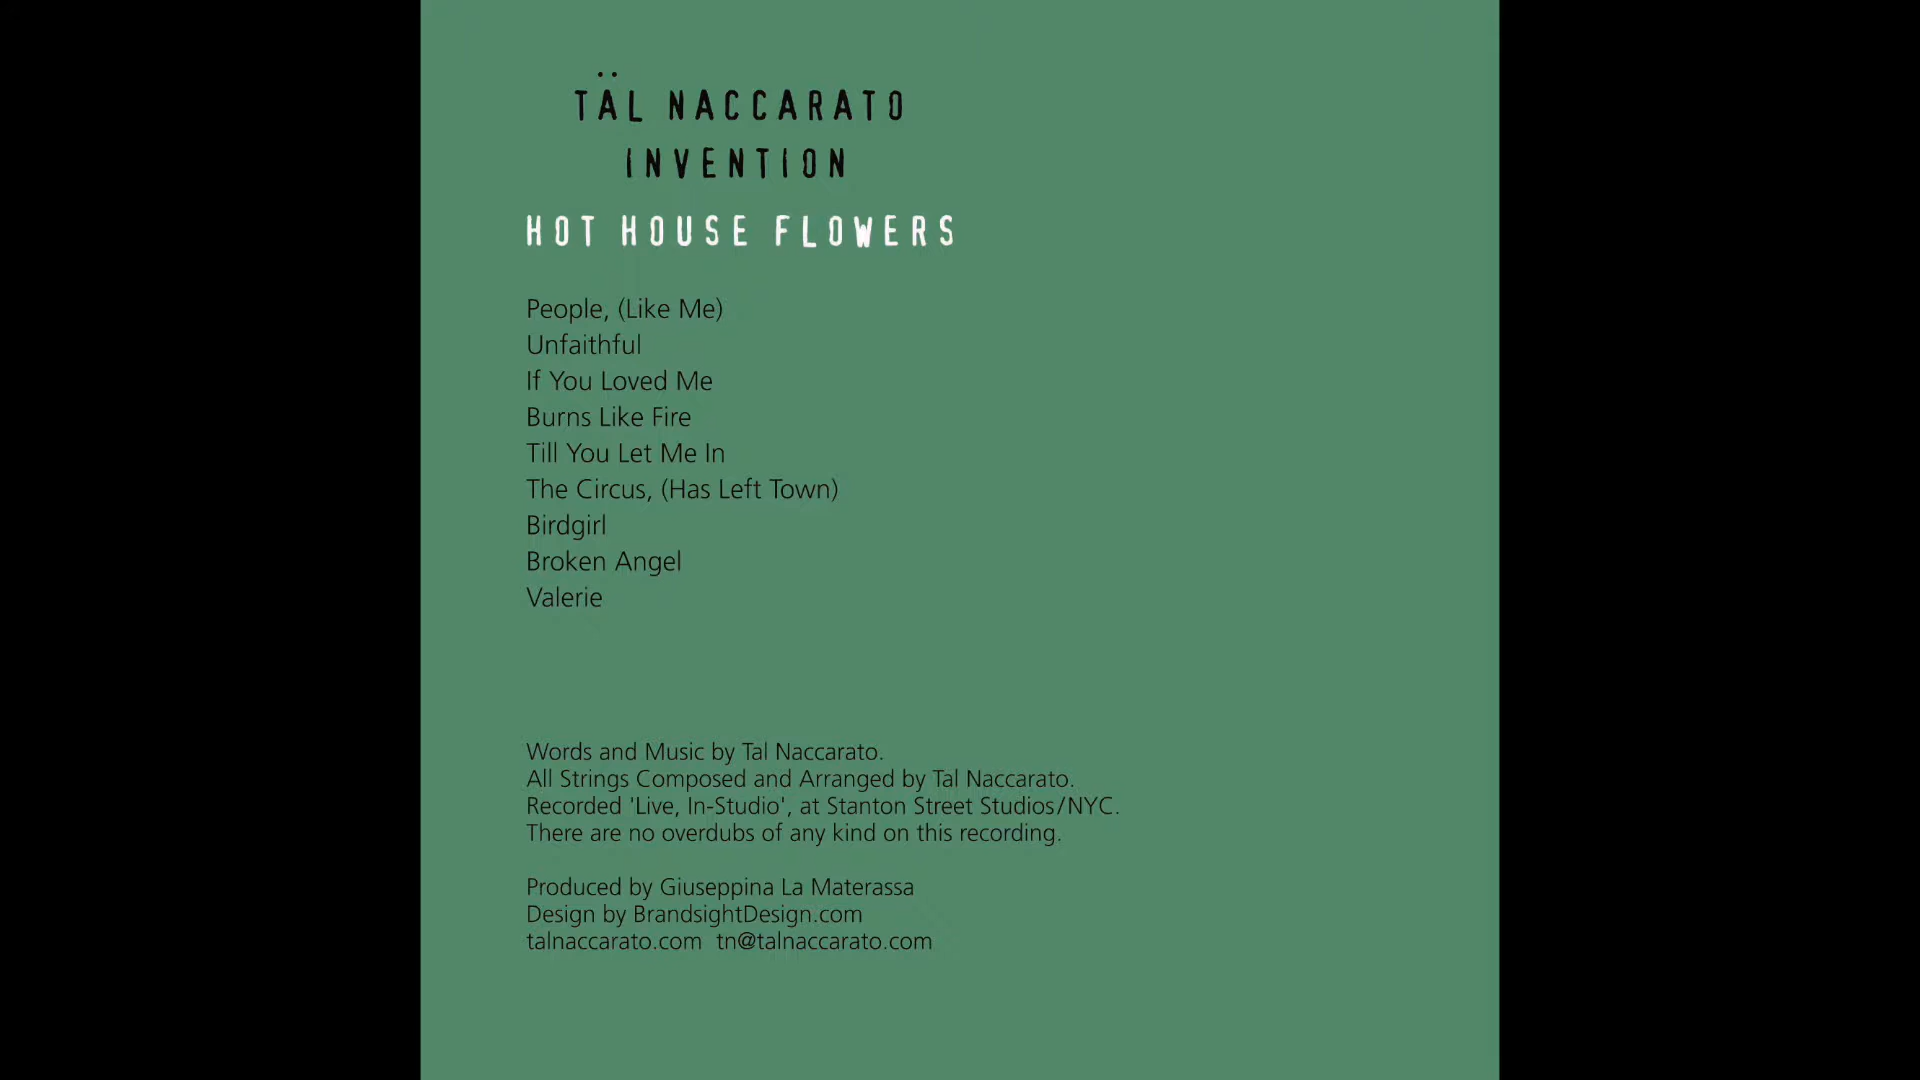 TÄL NACCARATO
INVENTION
HOT HOUSE FLOWERS
People, (Like Me)
Unfaithful
If You Loved Me
Burns Like Fire
Till You Let Me In
The Circus, (Has Left Town)
Birdgirl
Broken Angel
Valerie
Words and Music by Tal Naccarato.
All Strings Composed and Arranged by Tal Naccarato.
Recorded 'Live, In-Studio', at Stanton Street Studios/NYC.
There are no overdubs of any kind on this recording.
Produced by Giuseppina La Materassa
Design by BrandsightDesign.com
talnaccarato.com tn@talnaccarato.com